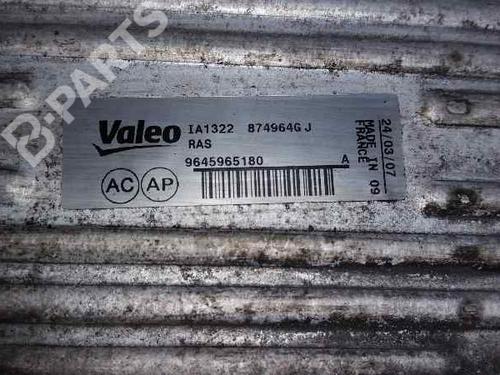 B-PARTS
Valeo IA1322 874964G J
RAS
9645965180 A
AC AP
24/03/07
MADE IN 09
FRANCE